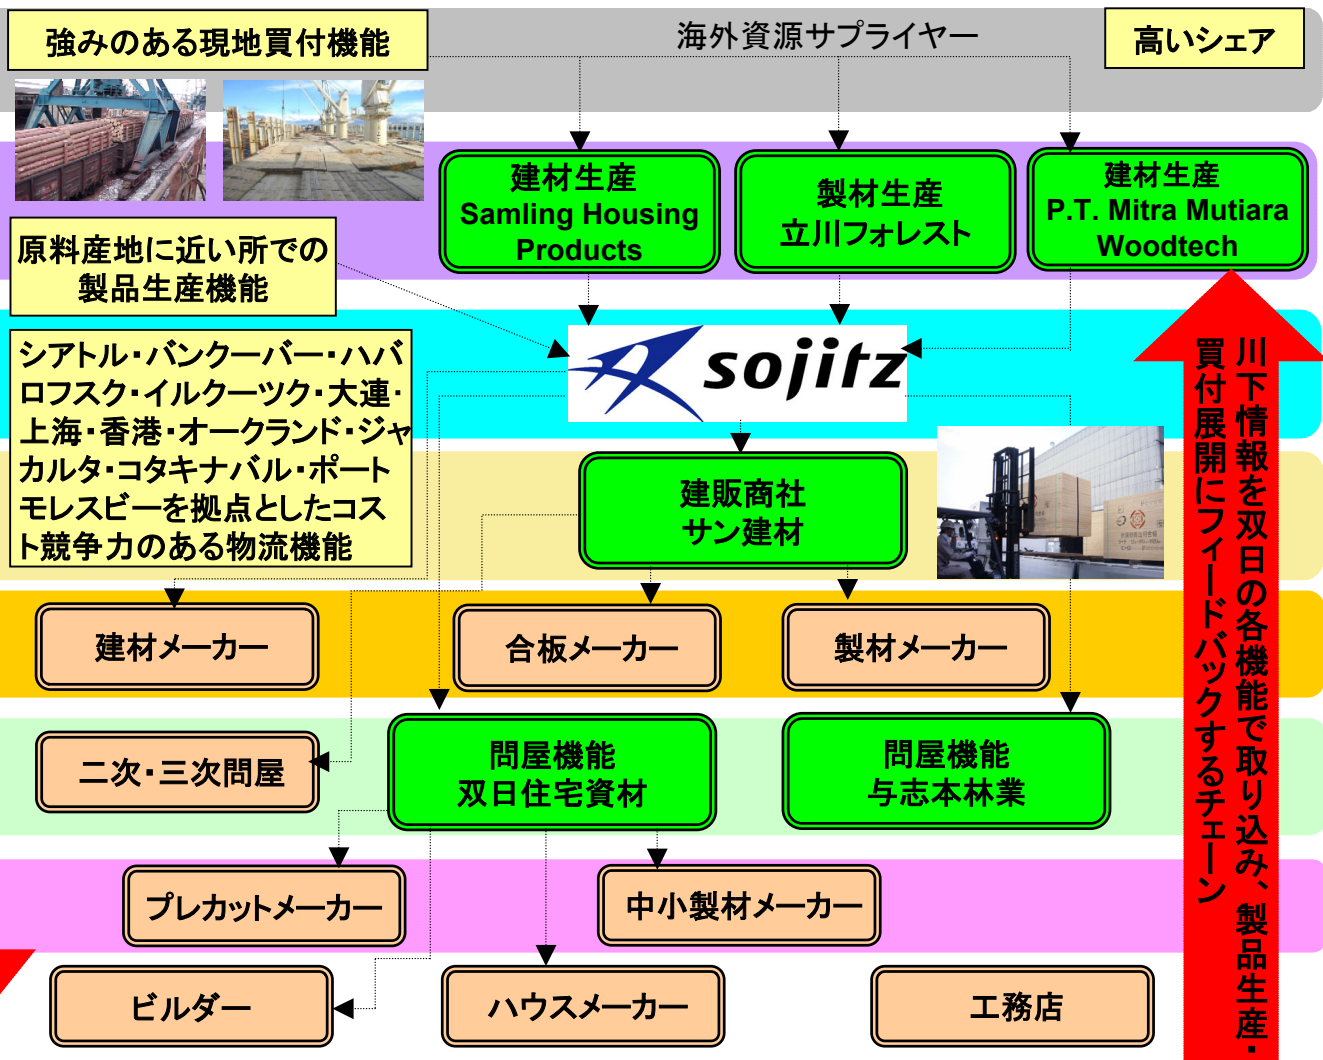 強みのある現地買付機能
海外資源サプライヤー
高いシェア
建材生産
Samling Housing
Products
製材生産
立川フォレスト
建材生産
P.T. Mitra Mutiara
Woodtech
原料産地に近い所での
製品生産機能
シアトル・バンクーバー・ハバ
ロフスク・イルクーツク・大連・
上海・香港・オークランド・ジャ
カルタ・コタキナバル・ポート
モレスビーを拠点としたコス
ト競争力のある物流機能
sojitz
川下情報を双日の各機能で取り込み、製品生産・
買付展開にフィードバックするチェーン
建販商社
サン建材
建材メーカー
合板メーカー
製材メーカー
二次・三次問屋
問屋機能
双日住宅資材
問屋機能
与志本林業
プレカットメーカー
中小製材メーカー
ビルダー
ハウスメーカー
工務店